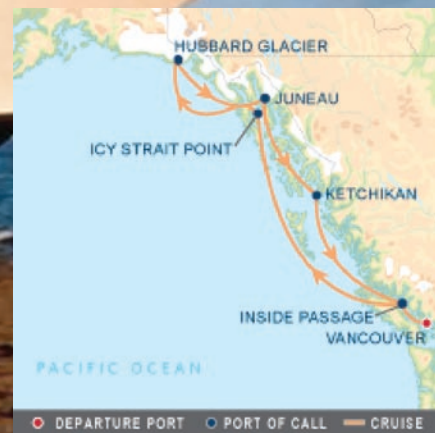 HUBBARD GLACIER
JUNEAU
ICY STRAIT POINT
KETCHIKAN
INSIDE PASSAGE
VANCOUVER
PACIFIC OCEAN
DEPARTURE PORT PORT OF CALL CRUISE